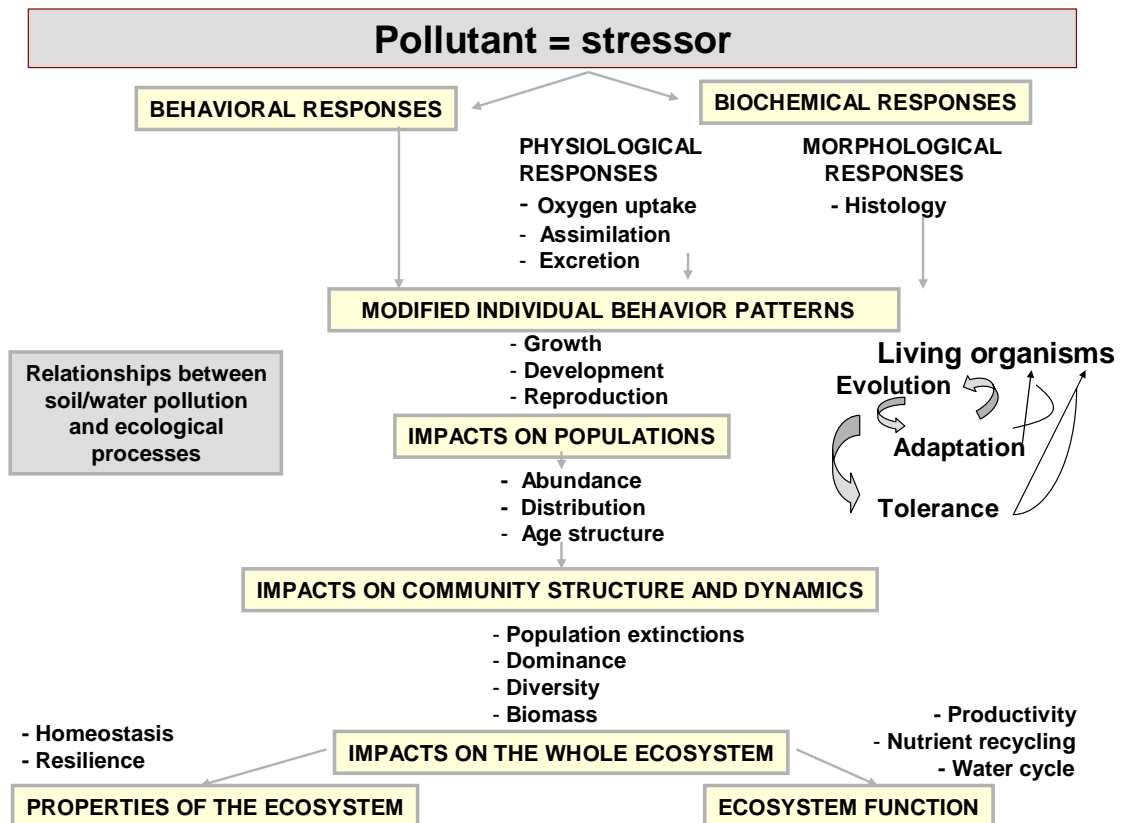 Pollutant = stressor
BEHAVIORAL RESPONSES
BIOCHEMICAL RESPONSES
PHYSIOLOGICAL
RESPONSES
- Oxygen uptake
- Assimilation
- Excretion
MORPHOLOGICAL
RESPONSES
- Histology
MODIFIED INDIVIDUAL BEHAVIOR PATTERNS
- Growth
- Development
- Reproduction
Relationships between
soil/water pollution
and ecological
processes
Living organisms
Evolution
Adaptation
Tolerance
IMPACTS ON POPULATIONS
- Abundance
- Distribution
- Age structure
IMPACTS ON COMMUNITY STRUCTURE AND DYNAMICS
- Population extinctions
- Dominance
- Diversity
- Biomass
- Homeostasis
- Resilience
IMPACTS ON THE WHOLE ECOSYSTEM
- Productivity
- Nutrient recycling
- Water cycle
PROPERTIES OF THE ECOSYSTEM
ECOSYSTEM FUNCTION